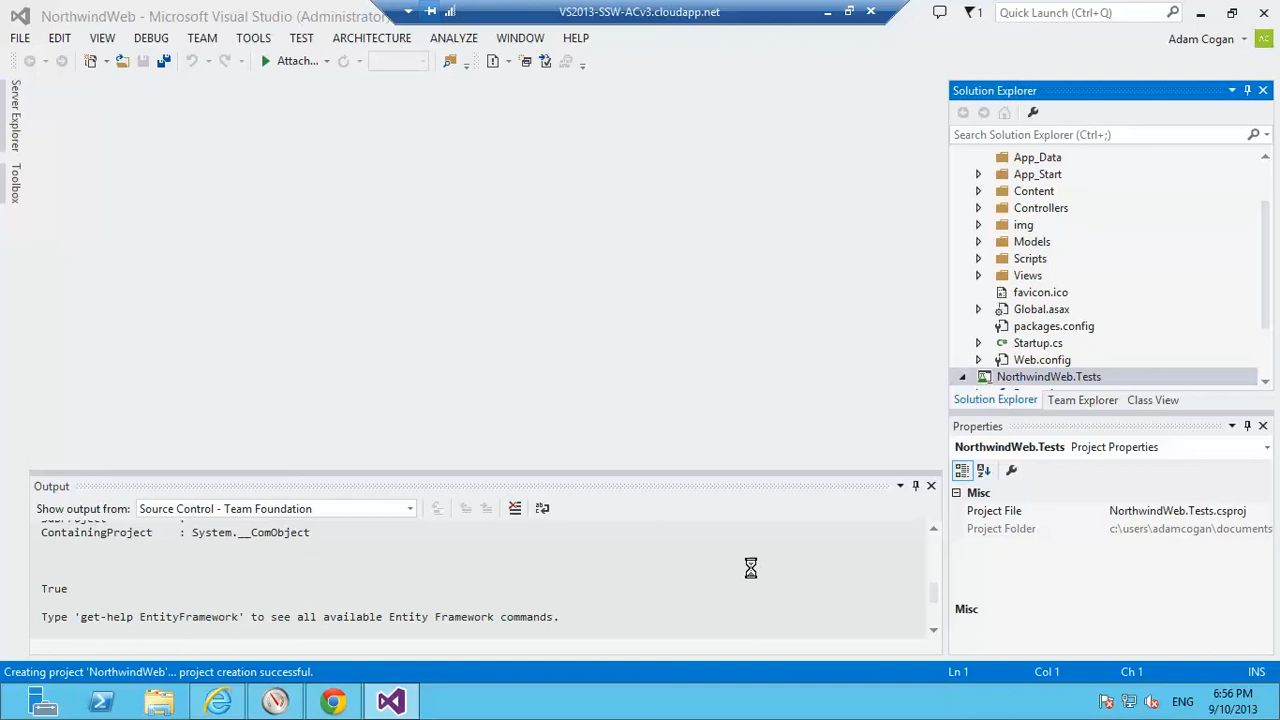 NorthwindWeb - Microsoft Visual Studio (Administrator
VS2013-SSW-ACv3.cloudapp.net
1
Quick Launch (Ctrl+Q)
FILE EDIT VIEW DEBUG TEAM TOOLS TEST ARCHITECTURE ANALYZE WINDOW HELP
Adam Cogan
AC
Attach...
Server Explorer
Toolbox
Solution Explorer
Search Solution Explorer (Ctrl+;)
App_Data
App_Start
Content
Controllers
img
Models
Scripts
Views
favicon.ico
Global.asax
packages.config
C# Startup.cs
Web.config
NorthwindWeb.Tests
Solution Explorer Team Explorer Class View
Properties
NorthwindWeb.Tests Project Properties
Misc
Project File NorthwindWeb.Tests.csproj
Project Folder c:\users\adamcogan\documents
Misc
Output
Show output from: Source Control - Team Foundation
SubProject :
ContainingProject : System.__ComObject
True
Type 'get-help EntityFramework' to see all available Entity Framework commands.
Creating project 'NorthwindWeb'... project creation successful.
Ln 1 Col 1 Ch 1 INS
ENG
6:56 PM
9/10/2013